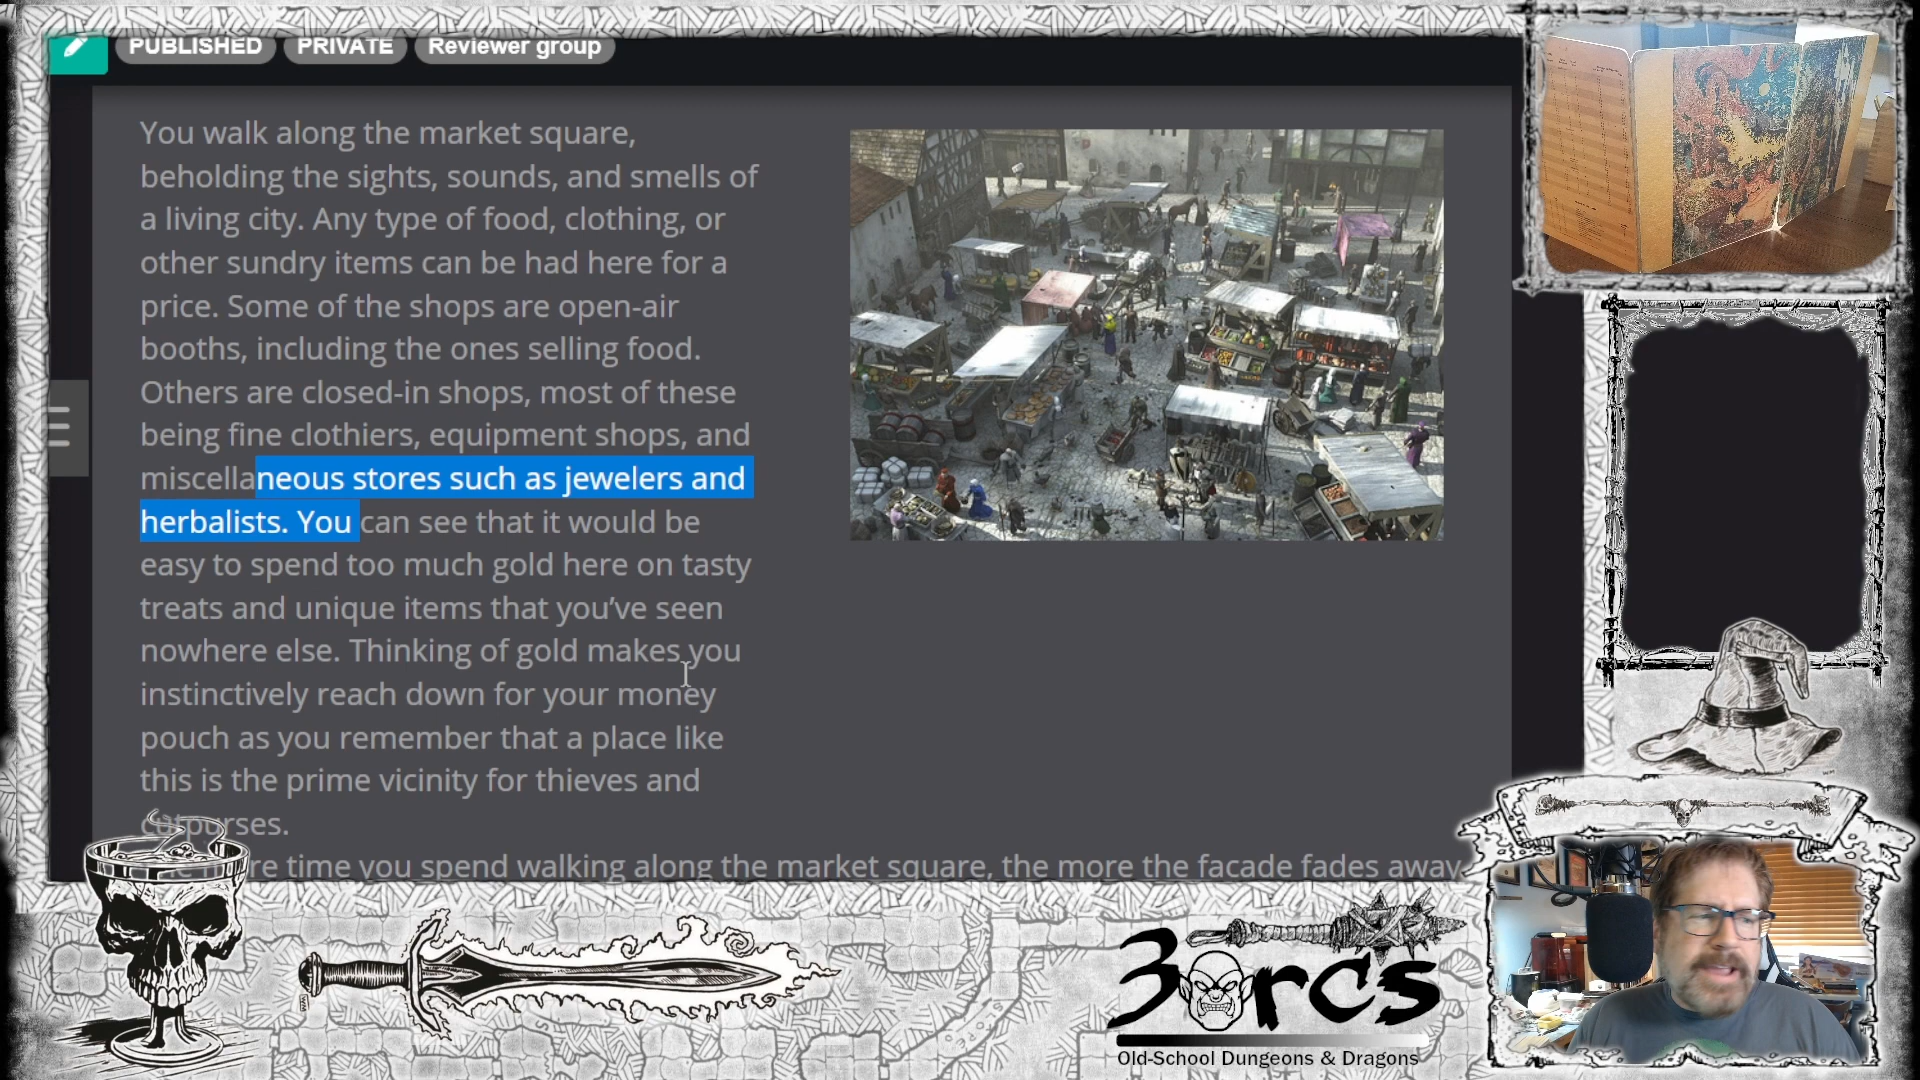 PUBLISHED PRIVATE Reviewer group
You walk along the market square,
beholding the sights, sounds, and smells of
a living city. Any type of food, clothing, or
other sundry items can be had here for a
price. Some of the shops are open-air
booths, including the ones selling food.
Others are closed-in shops, most of these
being fine clothiers, equipment shops, and
miscellaneous stores such as jewelers and
herbalists. You can see that it would be
easy to spend too much gold here on tasty
treats and unique items that you’ve seen
nowhere else. Thinking of gold makes you
instinctively reach down for your money
pouch as you remember that a place like
this is the prime vicinity for thieves and
cutpurses.
time you spend walking along the market square, the more the facade fades away
3 orcs
Old-School Dungeons & Dragons